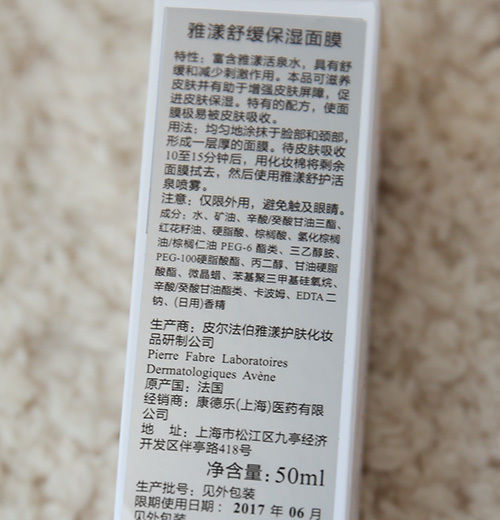 雅漾舒缓保湿面膜
特性：富含雅漾活泉水，具有舒
缓和减少刺激作用。本品可滋养
皮肤并有助于增强皮肤屏障，促
进皮肤保湿。特有的配方，使面
膜极易被皮肤吸收。
用法：均匀地涂抹于脸部和颈部，
形成一层厚的面膜。待皮肤吸收
10至15分钟后，用化妆棉将剩余
面膜拭去，然后使用雅漾舒护活
泉喷雾。
注意：仅限外用，避免触及眼睛。
成分：水、矿油、辛酸/癸酸甘油三酯、
红花籽油、硬脂酸、棕榈酸、氢化棕榈
油/棕榈仁油 PEG-6 酯类、三乙醇胺、
PEG-100硬脂酸酯、丙二醇、甘油硬脂
酸酯、微晶蜡、苯基聚三甲基硅氧烷、
辛酸/癸酸甘油酯类、卡波姆、EDTA 二
钠、(日用)香精
生产商：皮尔法伯雅漾护肤化妆
品研制公司
Pierre Fabre Laboratoires
Dermatologiques Avène
原产国：法国
经销商：康德乐(上海)医药有限
公司
地 址：上海市松江区九亭经济
开发区伴亭路418号
净含量:50ml
生产批号：见外包装
限期使用日期：2017 年 06 月
见外包装